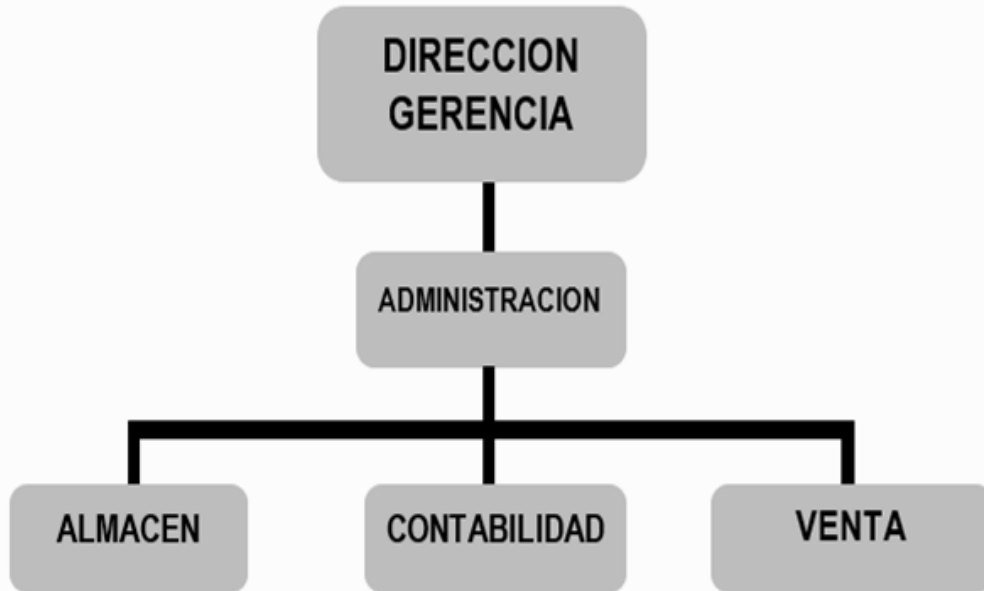 DIRECCION
GERENCIA
ADMINISTRACION
ALMACEN
CONTABILIDAD
VENTA